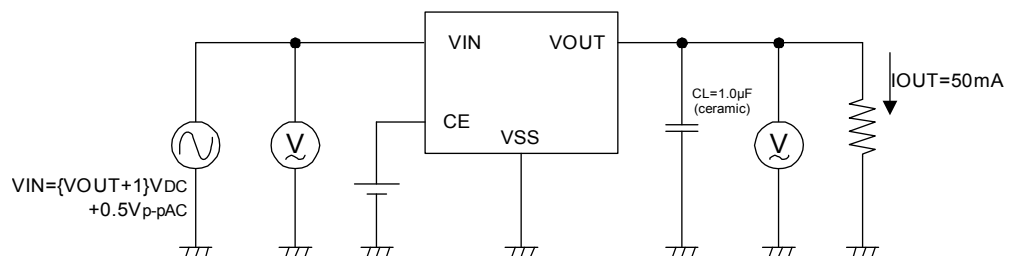 VIN VOUT
IOUT=50mA
CL=1.0μF
(ceramic)
CE
VSS
V
V
VIN={VOUT+1}VDC
+0.5Vp-pAC